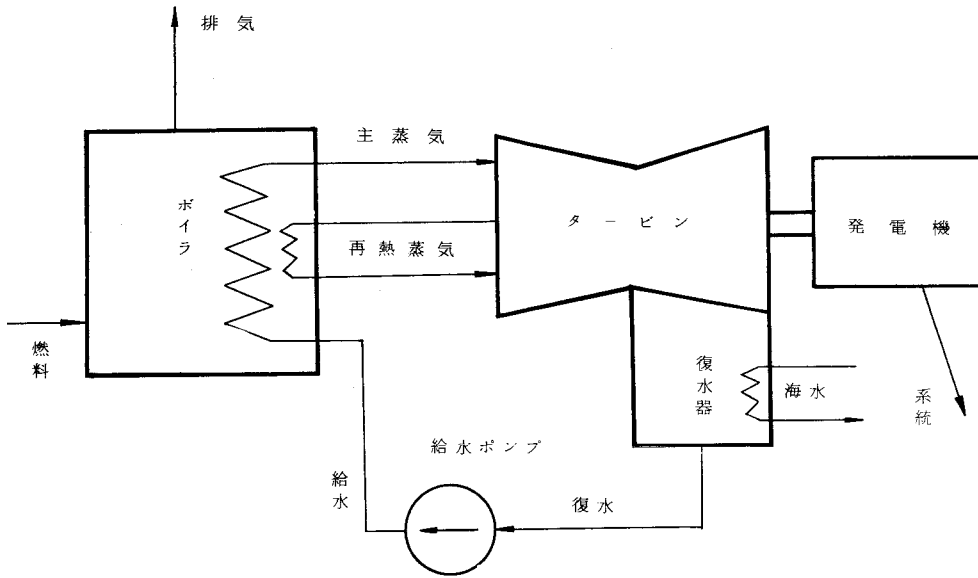 排気
主蒸気
ボイラ
タービン
発電機
再熱蒸気
燃料
復水器
海水
系統
給水ポンプ
給水
復水